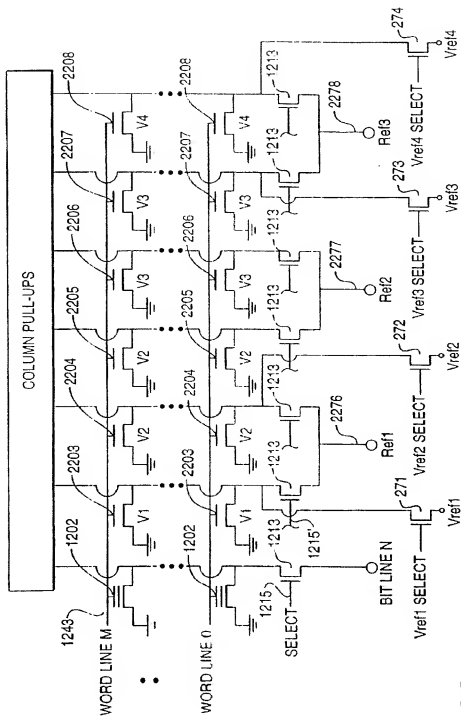 COLUMN PULL-UPS
1202 2203 2204 2205 2206 2207 2208
1243
WORD LINE M
V1 V2 V2 V3 V3 V4
1202 2203 2204 2205 2206 2207 2208
WORD LINE 0
V1 V2 V2 V3 V3 V4
1215 1213 1213 1213 1213 1213 1213
SELECT
1215'
2276 2277 2278
BIT LINE N Ref1 Ref2 Ref3
271 272 273 274
Vref1 SELECT Vref2 SELECT Vref3 SELECT Vref4 SELECT
Vref1 Vref2 Vref3 Vref4